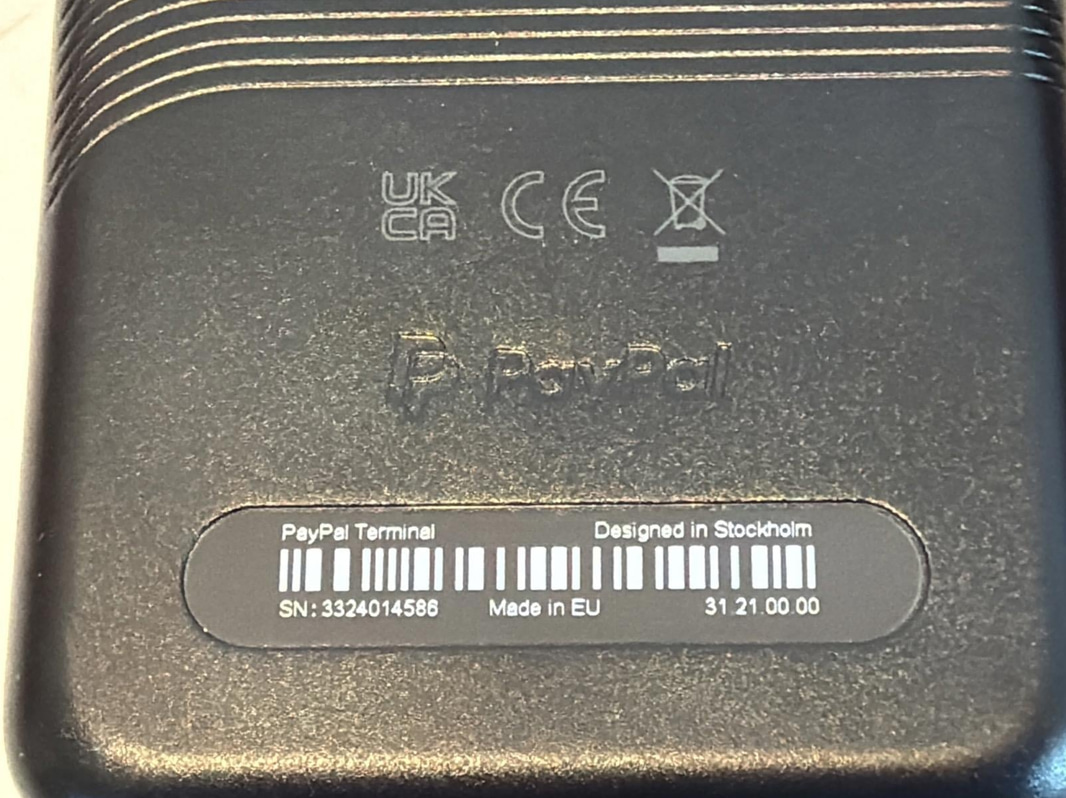 UK
CA CE
PayPal
PayPal Terminal Designed in Stockholm
SN: 3324014586 Made in EU 31.21.00.00